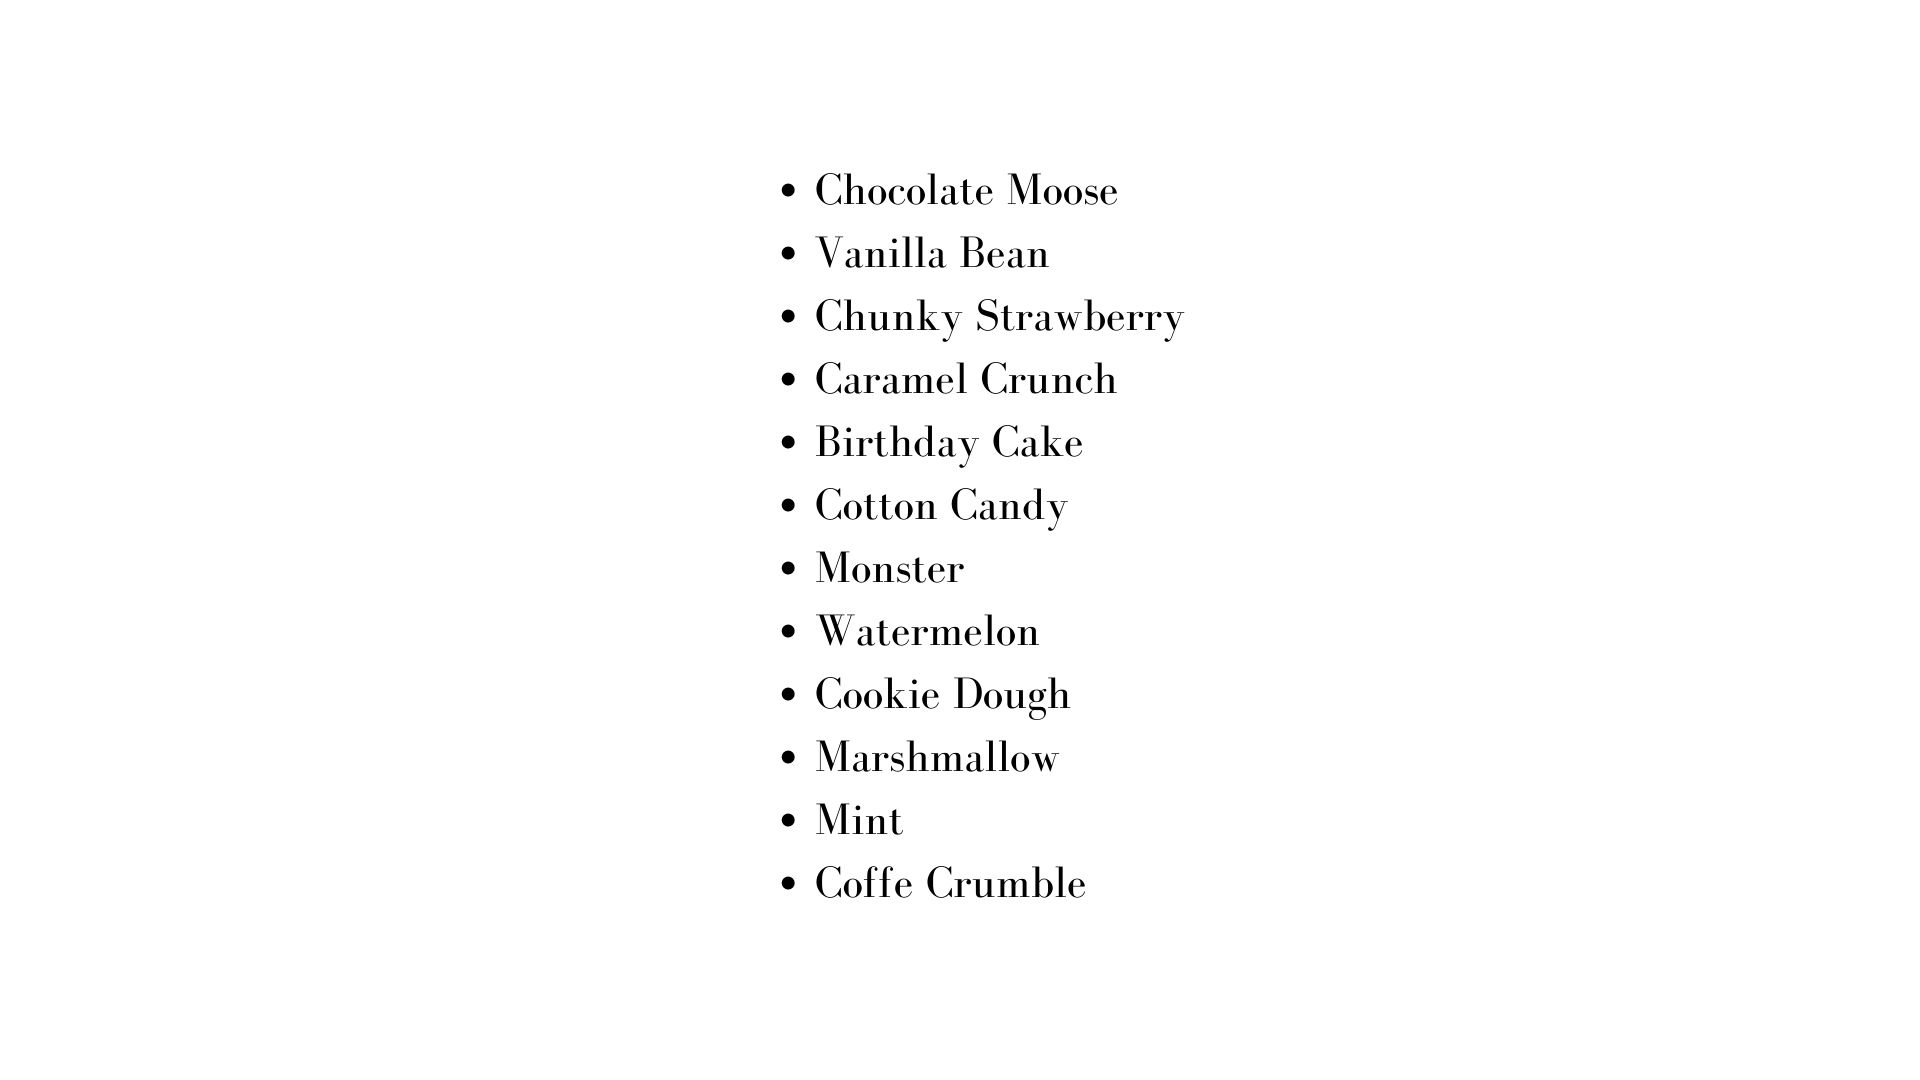 • Chocolate Moose
• Vanilla Bean
• Chunky Strawberry
• Caramel Crunch
• Birthday Cake
• Cotton Candy
• Monster
• Watermelon
• Cookie Dough
• Marshmallow
• Mint
• Coffe Crumble